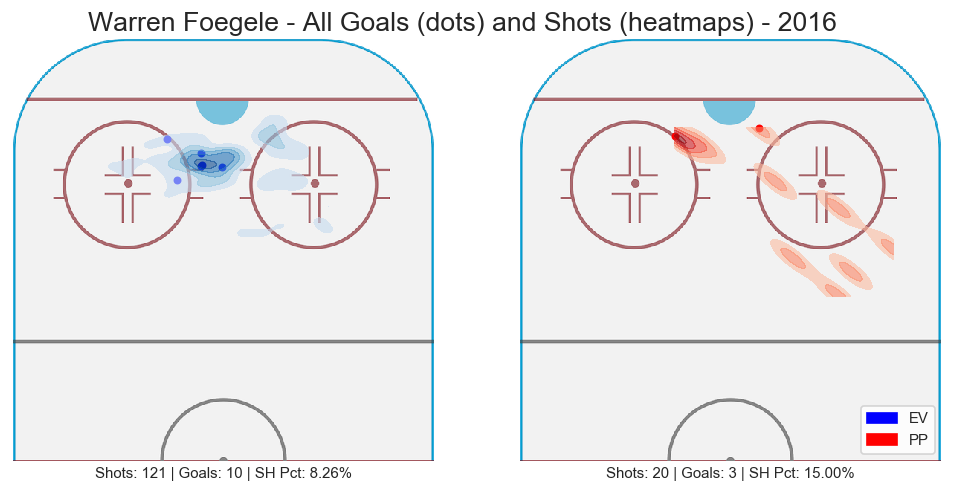 Warren Foegele - All Goals (dots) and Shots (heatmaps) - 2016
EV
PP
Shots: 121 | Goals: 10 | SH Pct: 8.26%
Shots: 20 | Goals: 3 | SH Pct: 15.00%